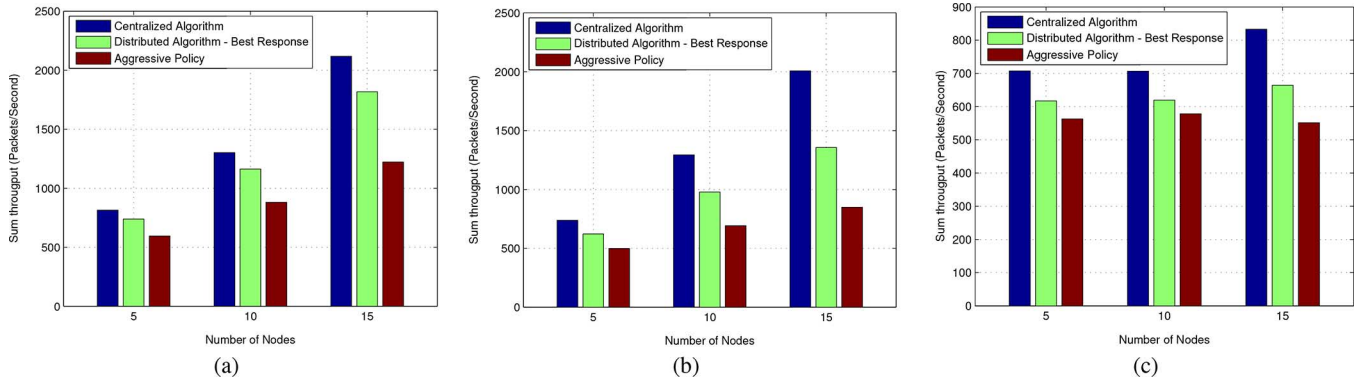 2500
2000
1500
1000
500
0
Sum througput (Packets/Second)
Centralized Algorithm
Distributed Algorithm - Best Response
Aggressive Policy
5
10
15
Number of Nodes
(a)
2500
2000
1500
1000
500
0
Sum througput (Packets/Second)
Centralized Algorithm
Distributed Algorithm - Best Response
Aggressive Policy
5
10
15
Number of Nodes
(b)
900
800
700
600
500
400
300
200
100
0
Sum througput (Packets/Second)
Centralized Algorithm
Distributed Algorithm - Best Response
Aggressive Policy
5
10
15
Number of Nodes
(c)